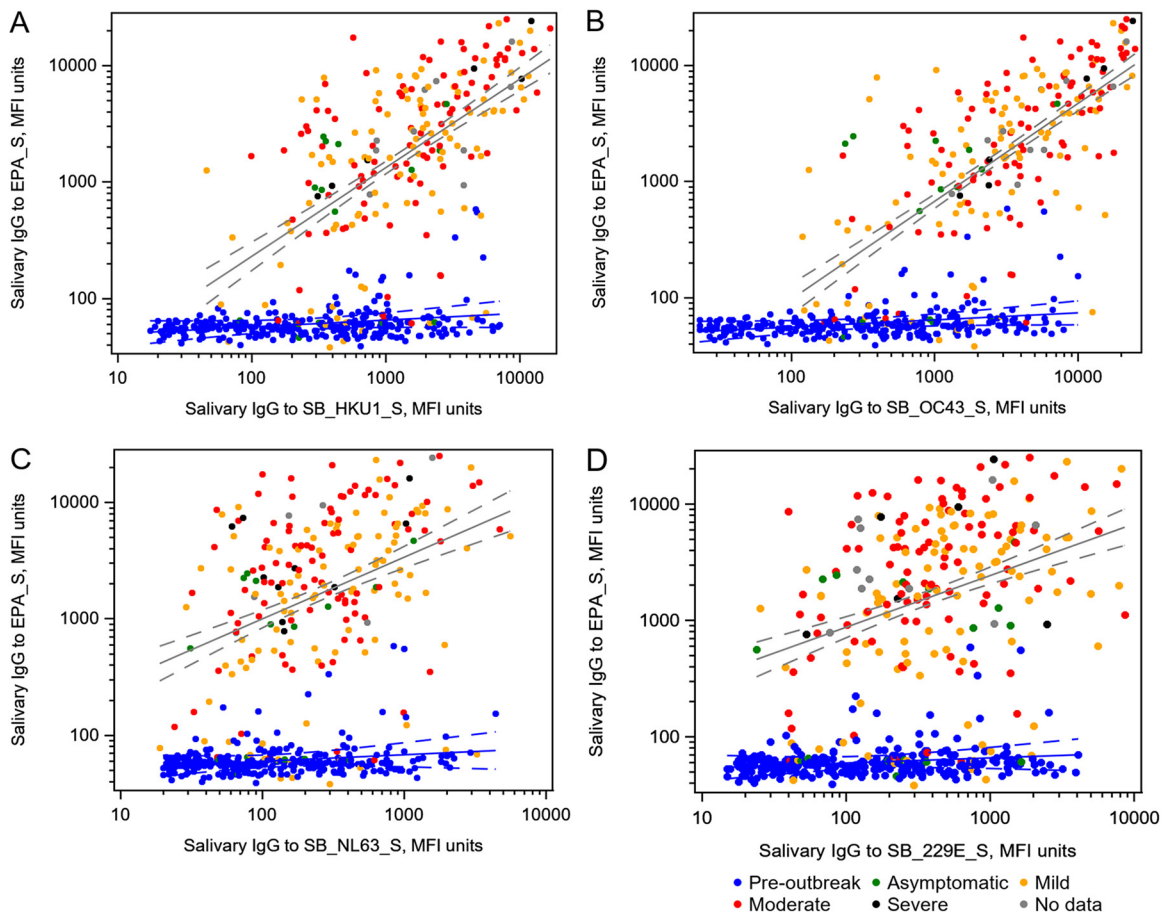 A
Salivary IgG to EPA_S, MFI units
10000
1000
100
10 100 1000 10000
Salivary IgG to SB_HKU1_S, MFI units
B
Salivary IgG to EPA_S, MFI units
10000
1000
100
100 1000 10000
Salivary IgG to SB_OC43_S, MFI units
C
Salivary IgG to EPA_S, MFI units
10000
1000
100
10 100 1000 10000
Salivary IgG to SB_NL63_S, MFI units
D
Salivary IgG to EPA_S, MFI units
10000
1000
100
10 100 1000 10000
Salivary IgG to SB_229E_S, MFI units
Pre-outbreak Asymptomatic Mild
Moderate Severe No data